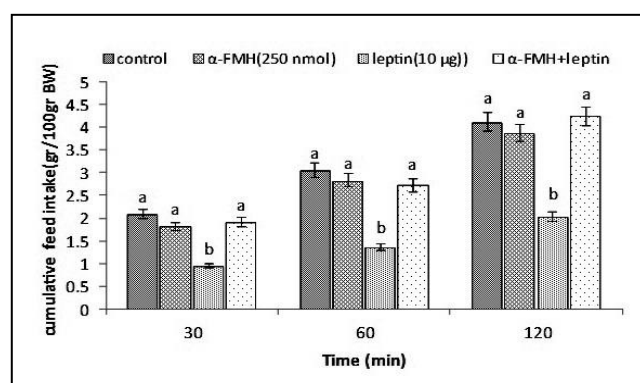 control α-FMH(250 nmol) leptin(10 µg)) α-FMH+leptin
cumulative feed intake(gr/100gr BW)
5
4.5
4
3.5
3
2.5
2
1.5
1
0.5
0
a a b a
a a b a
a a b a
30 60 120
Time (min)